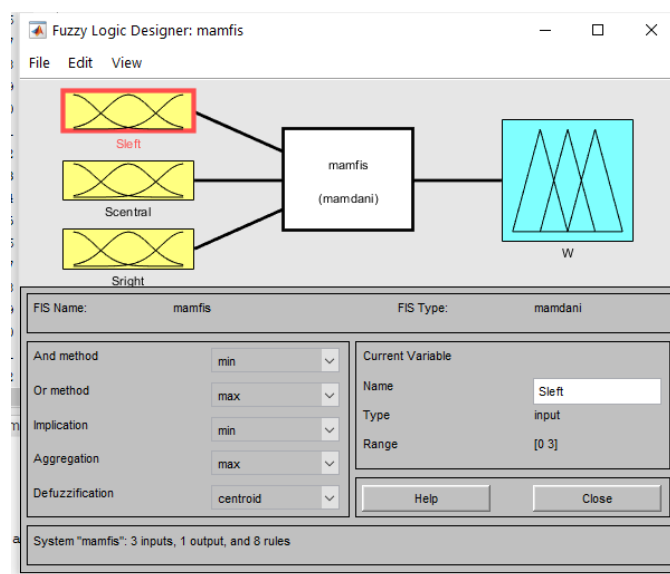 Fuzzy Logic Designer: mamfis
File Edit View
Sleft
Scentral
Sright
mamfis
(mamdani)
W
FIS Name: mamfis FIS Type: mamdani
And method min
Or method max
Implication min
Aggregation max
Defuzzification centroid
Current Variable
Name Sleft
Type input
Range [0 3]
Help Close
System "mamfis": 3 inputs, 1 output, and 8 rules